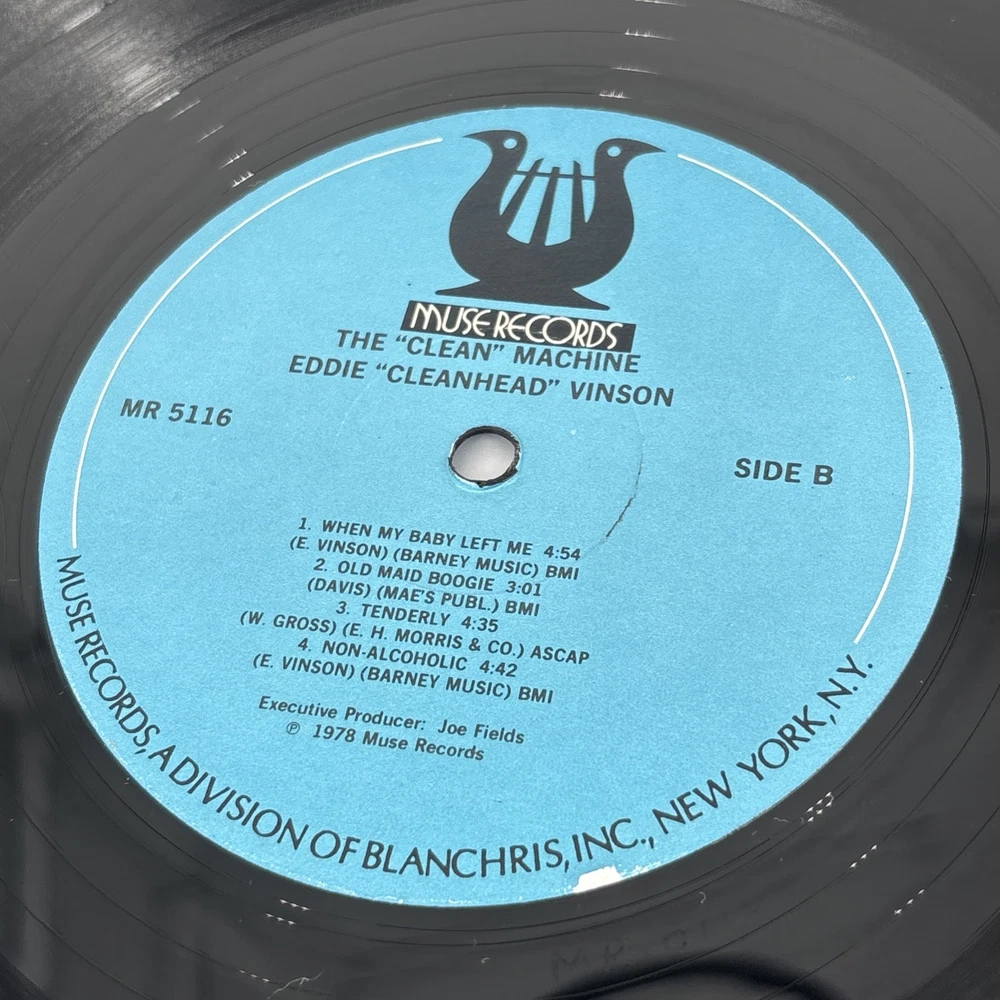 MUSE RECORDS
THE “CLEAN” MACHINE
EDDIE “CLEANHEAD” VINSON
MR 5116
SIDE B
1. WHEN MY BABY LEFT ME 4:54
(E. VINSON) (BARNEY MUSIC) BMI
2. OLD MAID BOOGIE 3:01
(DAVIS) (MAE'S PUBL.) BMI
3. TENDERLY 4:35
(W. GROSS) (E. H. MORRIS & CO.) ASCAP
4. NON-ALCOHOLIC 4:42
(E. VINSON) (BARNEY MUSIC) BMI
Executive Producer: Joe Fields
℗ 1978 Muse Records
MUSE RECORDS, A DIVISION OF BLANCHRIS, INC., NEW YORK, N.Y.